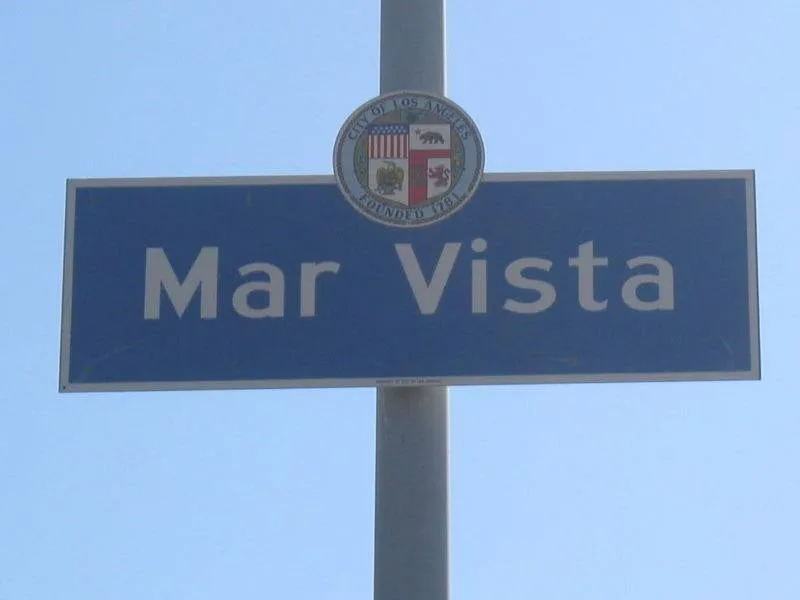 CITY OF LOS ANGELES
FOUNDED 1781
Mar Vista